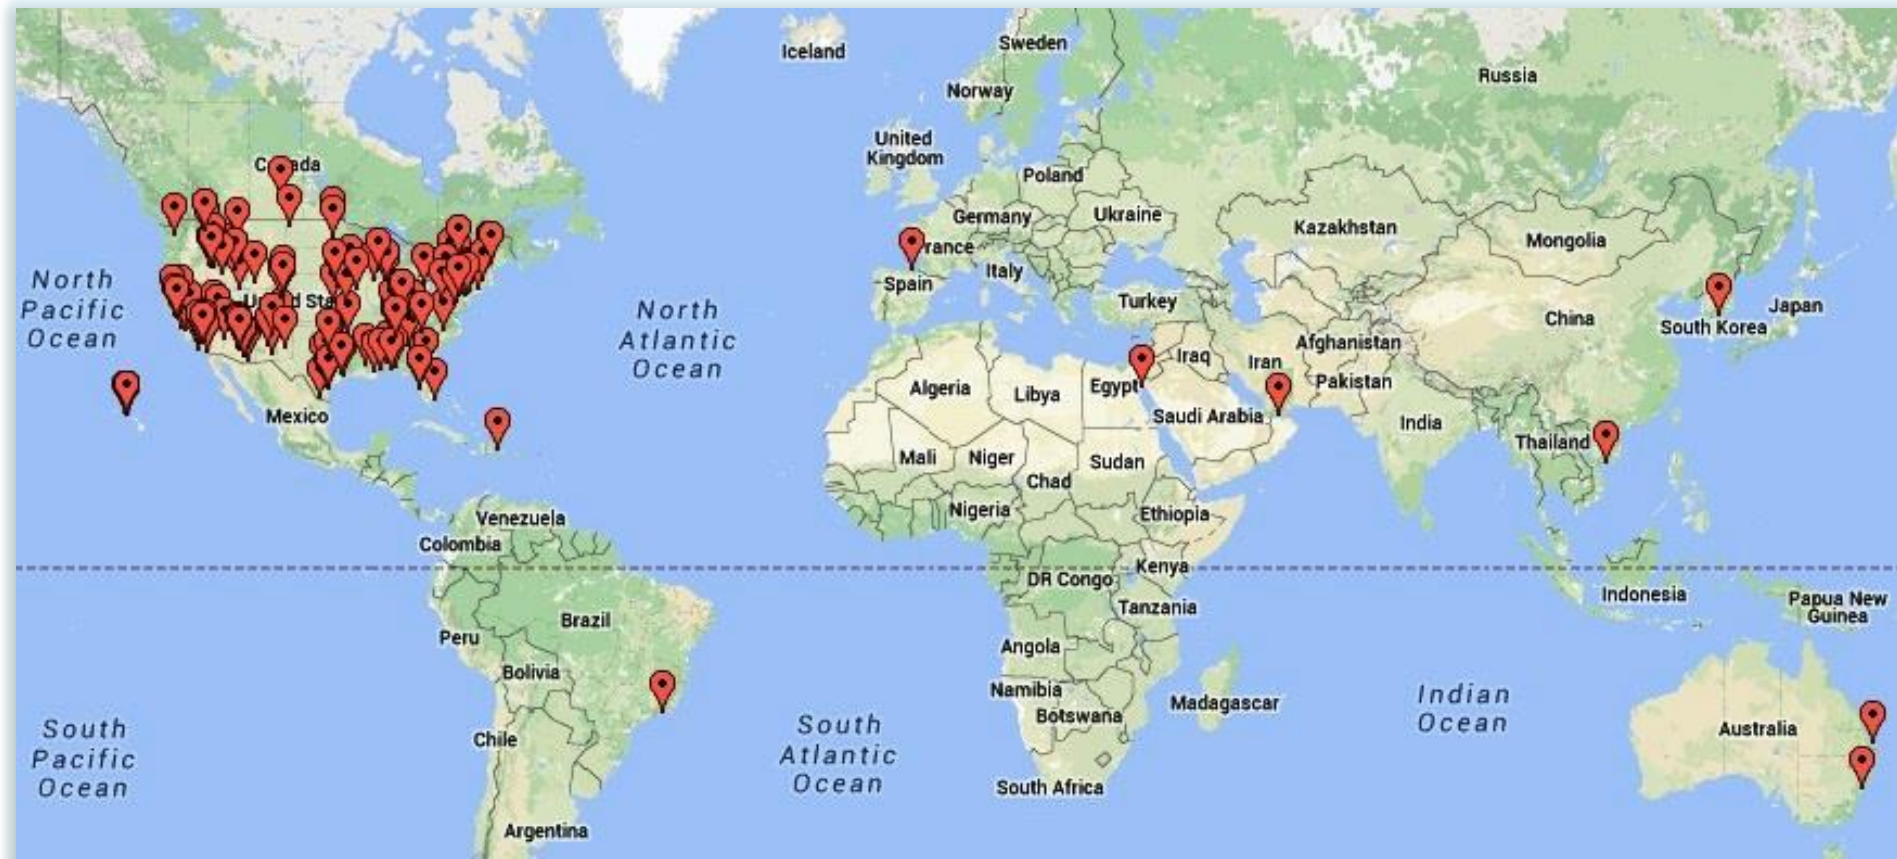 Iceland
Sweden
Norway
Russia
United
Kingdom
Poland
Germany
Ukraine
Kazakhstan
Mongolia
rance
Italy
Spain
Turkey
China
Japan
South Korea
North
Pacific
Ocean
North
Atlantic
Ocean
C ada
U d Sta
Mexico
Afghanistan
Iraq
Iran
Pakistan
Algeria
Libya
Egypt
Saudi Arabia
India
Thailand
Mali
Niger
Sudan
Chad
Nigeria
Ethiopia
Venezuela
Colombia
DR Congo
Kenya
Tanzania
Indonesia
Papua New
Guinea
Brazil
Peru
Angola
Bolivia
Namibia
Botswana
Madagascar
Indian
Ocean
Australia
South
Pacific
Ocean
Chile
South
Atlantic
Ocean
South Africa
Argentina